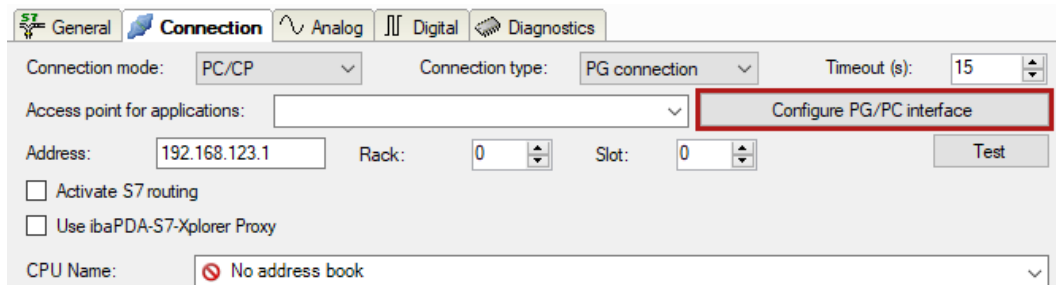 S7 General Connection Analog Digital Diagnostics
Connection mode: PC/CP Connection type: PG connection Timeout (s): 15
Access point for applications: Configure PG/PC interface
Address: 192.168.123.1 Rack: 0 Slot: 0 Test
Activate S7 routing
Use ibaPDA-S7-Xplorer Proxy
CPU Name: No address book